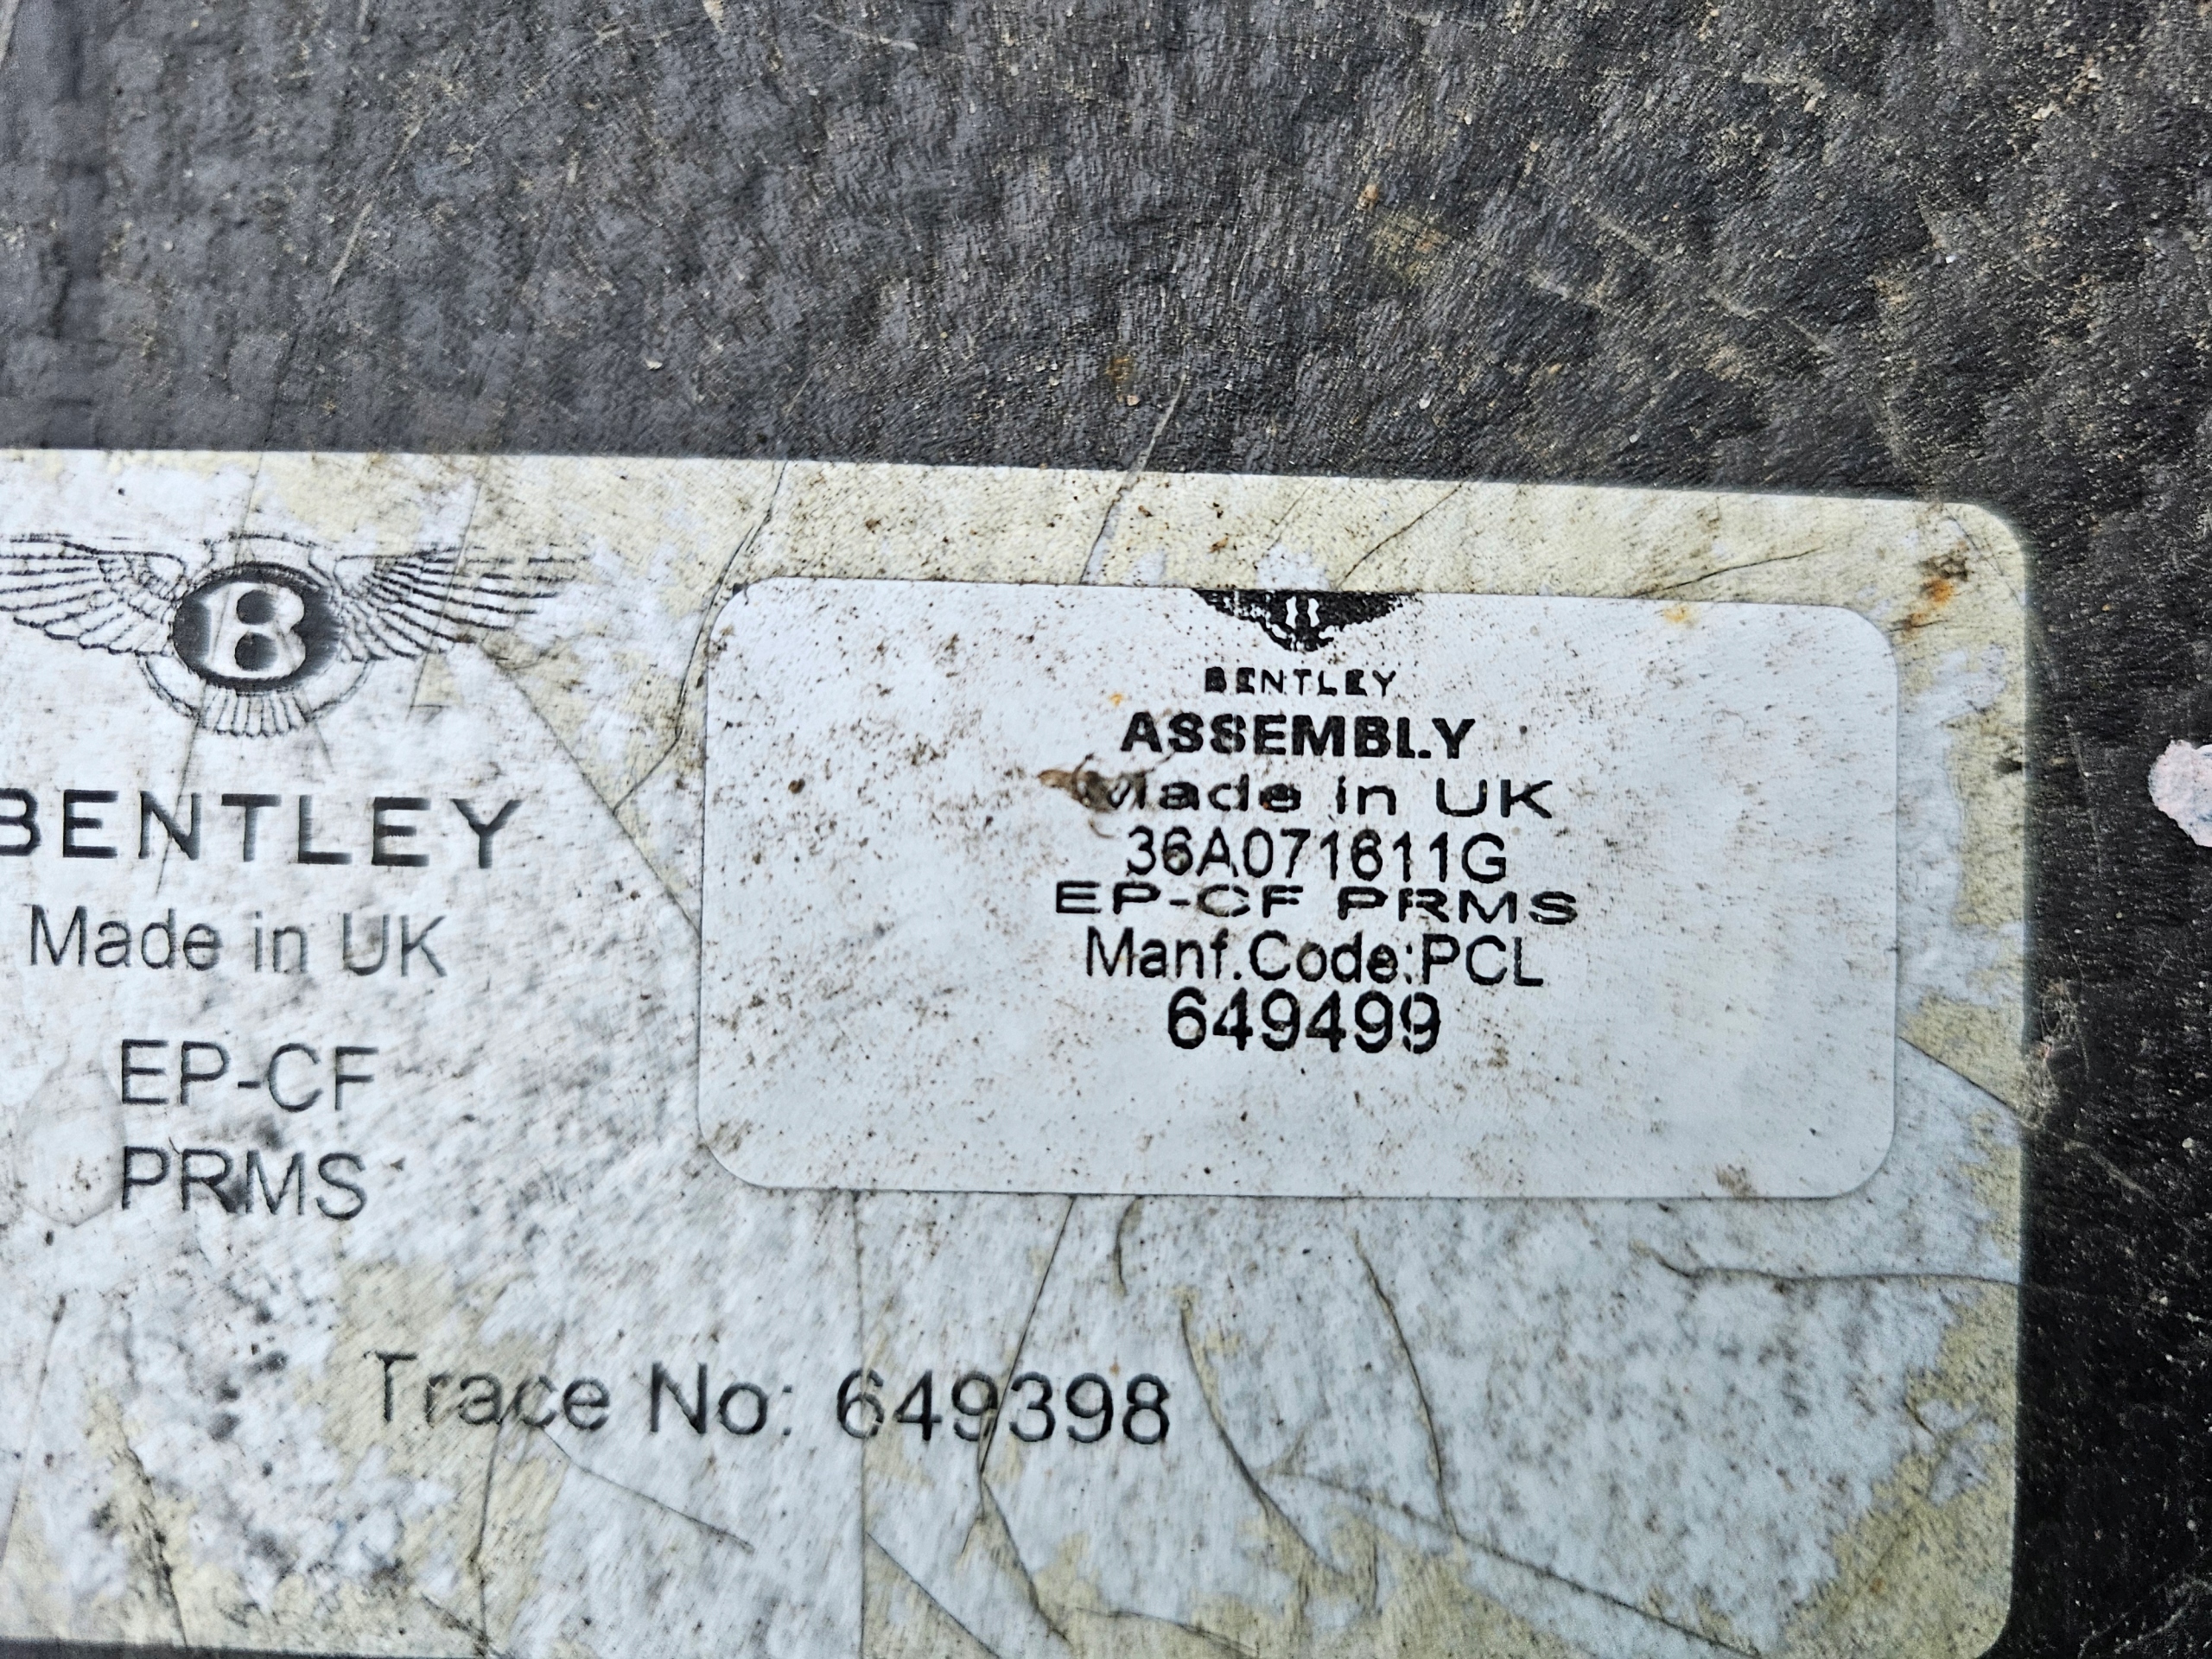 B
BENTLEY
Made in UK
EP-CF
PRMS
Trace No: 649398
BENTLEY
ASSEMBLY
Made in UK
36A071611G
EP-CF PRMS
Manf.Code:PCL
649499